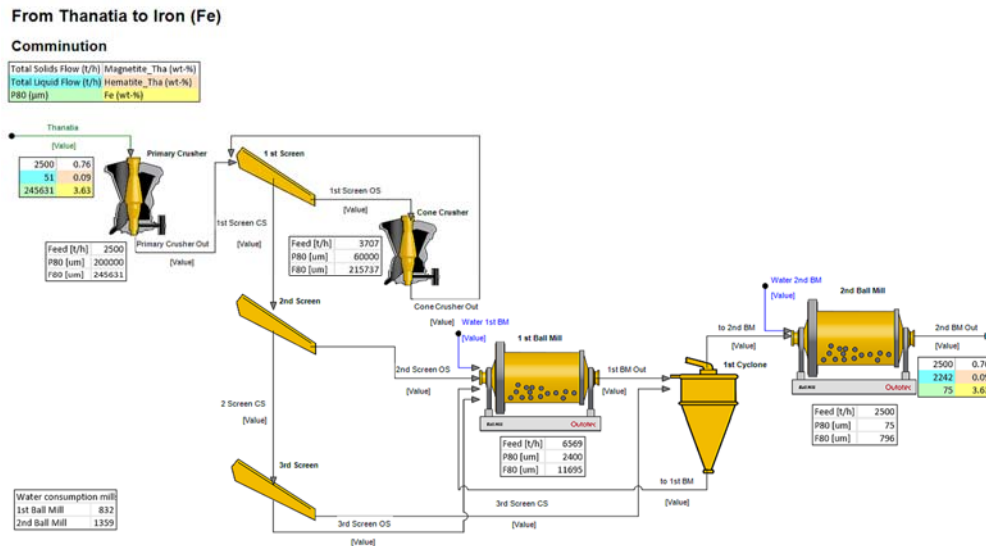 From Thanatia to Iron (Fe)
Comminution
Total Solids Flow (t/h) Magnetite_Tha (wt-%)
Total Liquid Flow (t/h) Hematite_Tha (wt-%)
P80 (µm) Fe (wt-%)
Thanatia
[Value]
2500 0.76
51 0.09
245631 3.63
Primary Crusher
Feed [t/h] 2500
P80 [um] 200000
F80 [um] 245631
Primary Crusher Out
[Value]
1 st Screen
1st Screen OS
[Value]
1st Screen CS
[Value]
Cone Crusher
Feed [t/h] 3707
P80 [um] 60000
F80 [um] 215737
Cone Crusher Out
[Value]
2nd Screen
2nd Screen OS
[Value]
2 Screen CS
[Value]
Water 1st BM
[Value]
1 st Ball Mill
Ball Mill Outotec
1st BM Out
[Value]
Feed [t/h] 6569
P80 [um] 2400
F80 [um] 11695
1st Cyclone
to 2nd BM
[Value]
Water 2nd BM
[Value]
2nd Ball Mill
Ball Mill Outotec
2nd BM Out
[Value]
2500 0.76
2242 0.09
75 3.63
Feed [t/h] 2500
P80 [um] 75
F80 [um] 796
to 1st BM
[Value]
3rd Screen
3rd Screen CS
[Value]
3rd Screen OS
[Value]
Water consumption mill
1st Ball Mill 832
2nd Ball Mill 1359